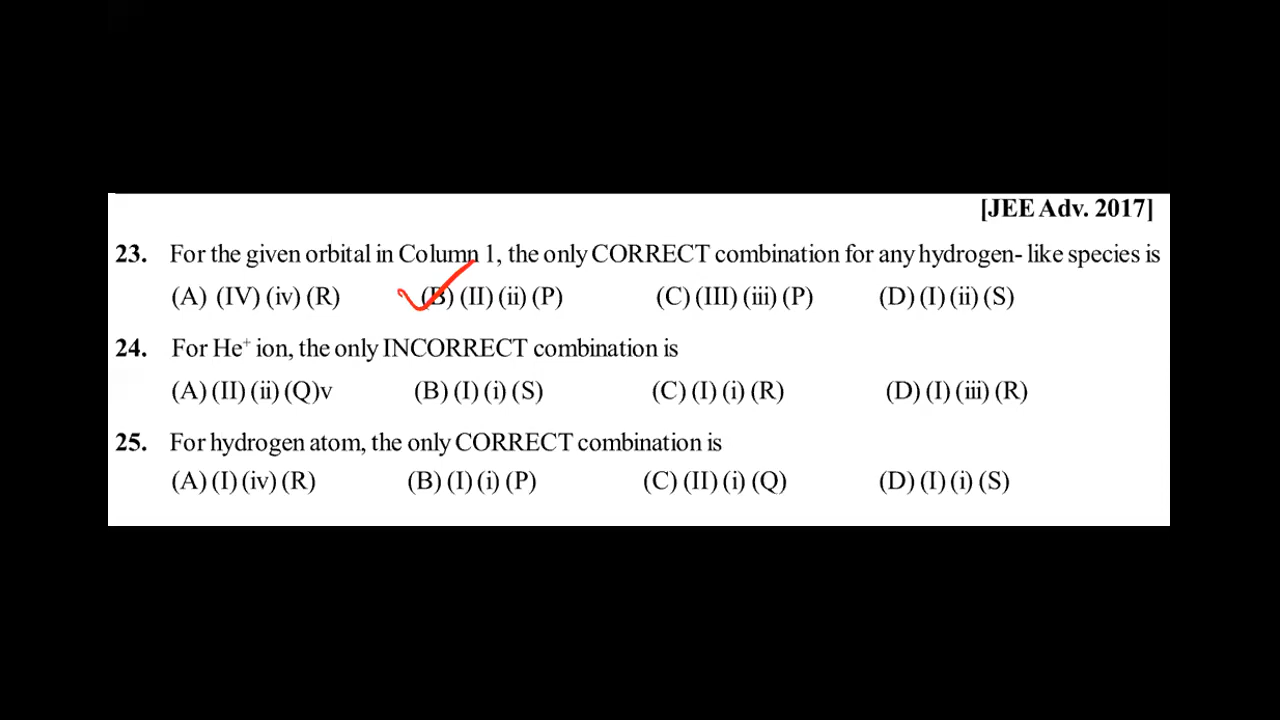 [JEE Adv. 2017]
23. For the given orbital in Column 1, the only CORRECT combination for any hydrogen- like species is
(A) (IV) (iv) (R) (B) (II) (ii) (P) (C) (III) (iii) (P) (D) (I) (ii) (S)
24. For He⁺ ion, the only INCORRECT combination is
(A) (II) (ii) (Q)v (B) (I) (i) (S) (C) (I) (i) (R) (D) (I) (iii) (R)
25. For hydrogen atom, the only CORRECT combination is
(A) (I) (iv) (R) (B) (I) (i) (P) (C) (II) (i) (Q) (D) (I) (i) (S)